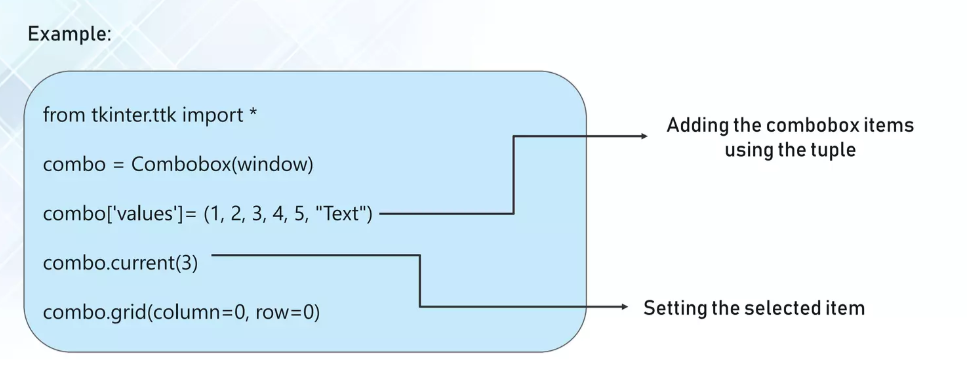 Example:
from tkinter.ttk import *
combo = Combobox(window)
combo['values']= (1, 2, 3, 4, 5, "Text")
combo.current(3)
combo.grid(column=0, row=0)
Adding the combobox items
using the tuple
Setting the selected item